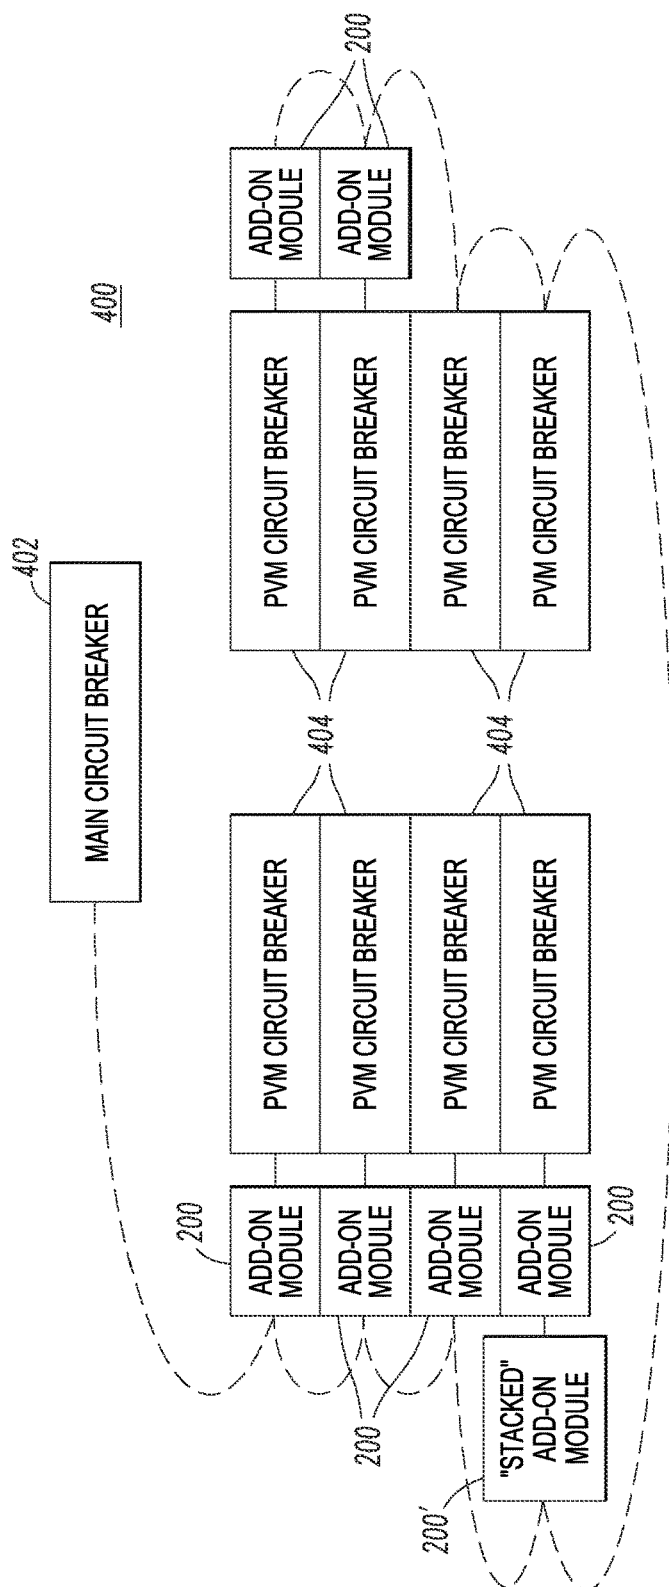 400
402
MAIN CIRCUIT BREAKER
200
ADD-ON
MODULE
PVM CIRCUIT BREAKER
PVM CIRCUIT BREAKER
ADD-ON
MODULE
200
ADD-ON
MODULE
PVM CIRCUIT BREAKER
404
PVM CIRCUIT BREAKER
ADD-ON
MODULE
200
ADD-ON
MODULE
PVM CIRCUIT BREAKER
PVM CIRCUIT BREAKER
ADD-ON
MODULE
PVM CIRCUIT BREAKER
404
PVM CIRCUIT BREAKER
200
200'
"STACKED"
ADD-ON
MODULE